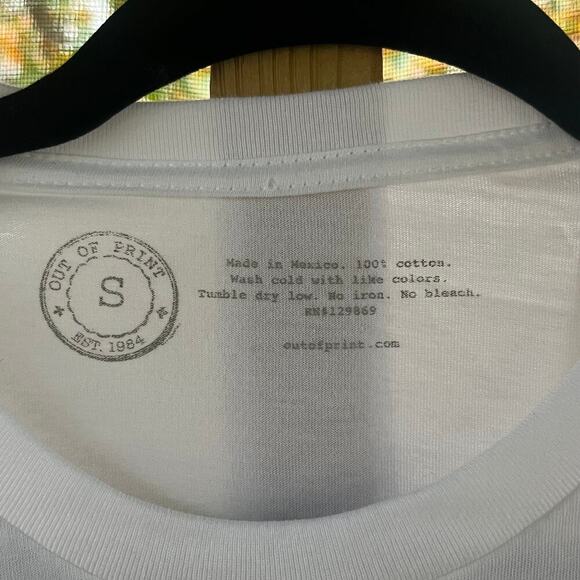 OUT OF PRINT
S
EST. 1984
Made in Mexico. 100% cotton.
Wash cold with like colors.
Tumble dry low. No iron. No bleach.
RN#129869
outofprint.com